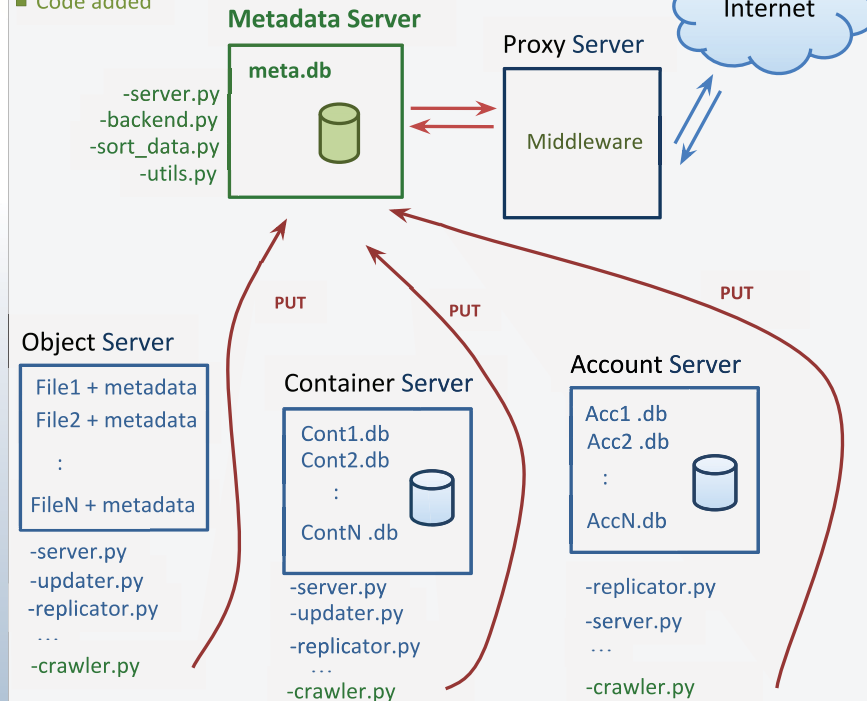 Code added
Metadata Server
meta.db
-server.py
-backend.py
-sort_data.py
-utils.py
Proxy Server
Middleware
Internet
PUT
PUT
PUT
Object Server
File1 + metadata
File2 + metadata
:
FileN + metadata
-server.py
-updater.py
-replicator.py
...
-crawler.py
Container Server
Cont1.db
Cont2.db
:
ContN .db
-server.py
-updater.py
-replicator.py
...
-crawler.py
Account Server
Acc1 .db
Acc2 .db
:
AccN.db
-replicator.py
-server.py
...
-crawler.py